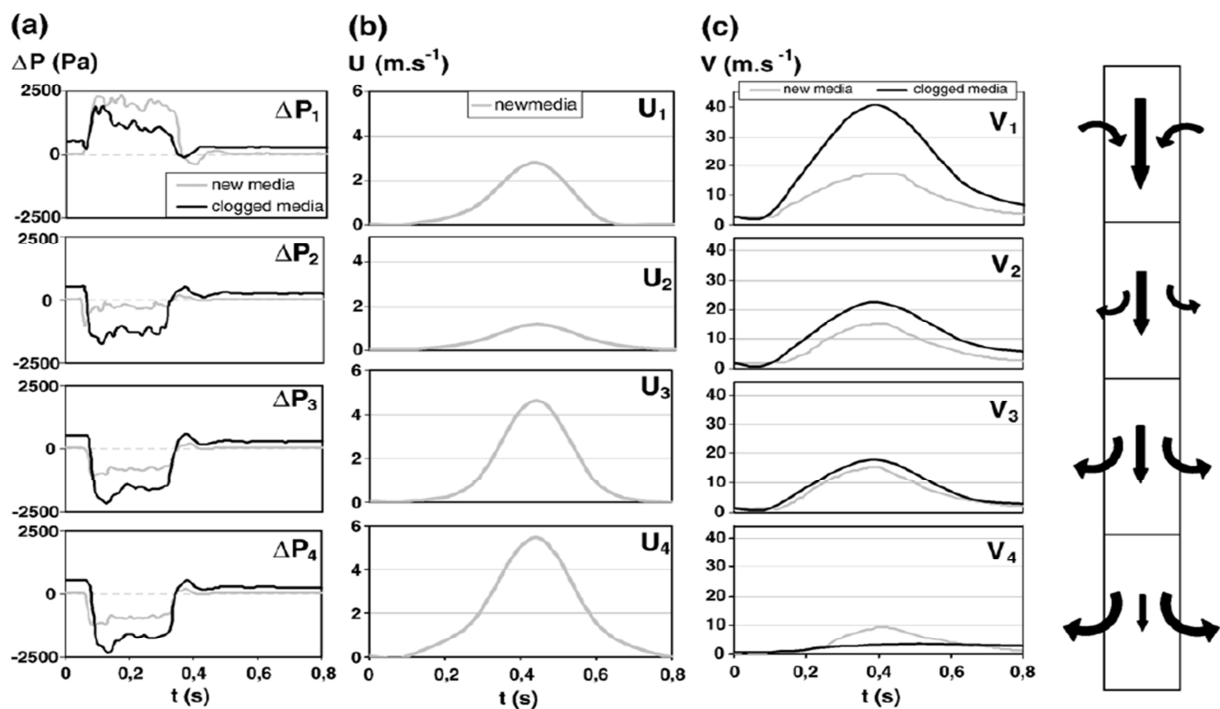 (a)
ΔP (Pa)
2500
0
-2500
ΔP₁
new media
clogged media
2500
0
-2500
ΔP₂
2500
0
-2500
ΔP₃
2500
0
-2500
ΔP₄
0 0,2 0,4 0,6 0,8
t (s)
(b)
U (m.s⁻¹)
6
4
2
0
newmedia
U₁
6
4
2
0
U₂
6
4
2
0
U₃
6
4
2
0
U₄
0 0,2 0,4 0,6 0,8
t (s)
(c)
V (m.s⁻¹)
new media clogged media
40
30
20
10
0
V₁
40
30
20
10
0
V₂
40
30
20
10
0
V₃
40
30
20
10
0
V₄
0 0,2 0,4 0,6 0,8
t (s)